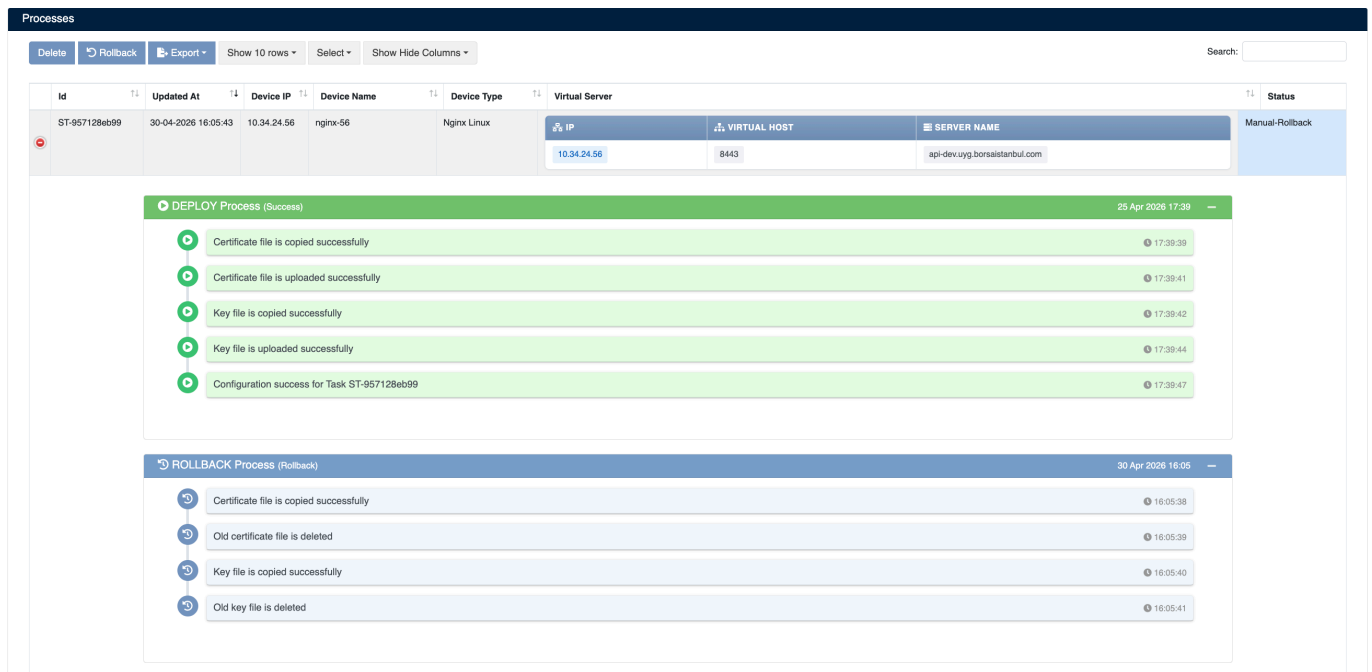 Processes
Delete Rollback Export Show 10 rows Select Show Hide Columns Search:
Id Updated At Device IP Device Name Device Type Virtual Server Status
ST-957128eb99 30-04-2026 16:05:43 10.34.24.56 nginx-56 Nginx Linux IP VIRTUAL HOST SERVER NAME Manual-Rollback
10.34.24.56 8443 api-dev.uyg.borsaistanbul.com
DEPLOY Process (Success) 25 Apr 2026 17:39
Certificate file is copied successfully 17:39:39
Certificate file is uploaded successfully 17:39:41
Key file is copied successfully 17:39:42
Key file is uploaded successfully 17:39:44
Configuration success for Task ST-957128eb99 17:39:47
ROLLBACK Process (Rollback) 30 Apr 2026 16:05
Certificate file is copied successfully 16:05:38
Old certificate file is deleted 16:05:39
Key file is copied successfully 16:05:40
Old key file is deleted 16:05:41